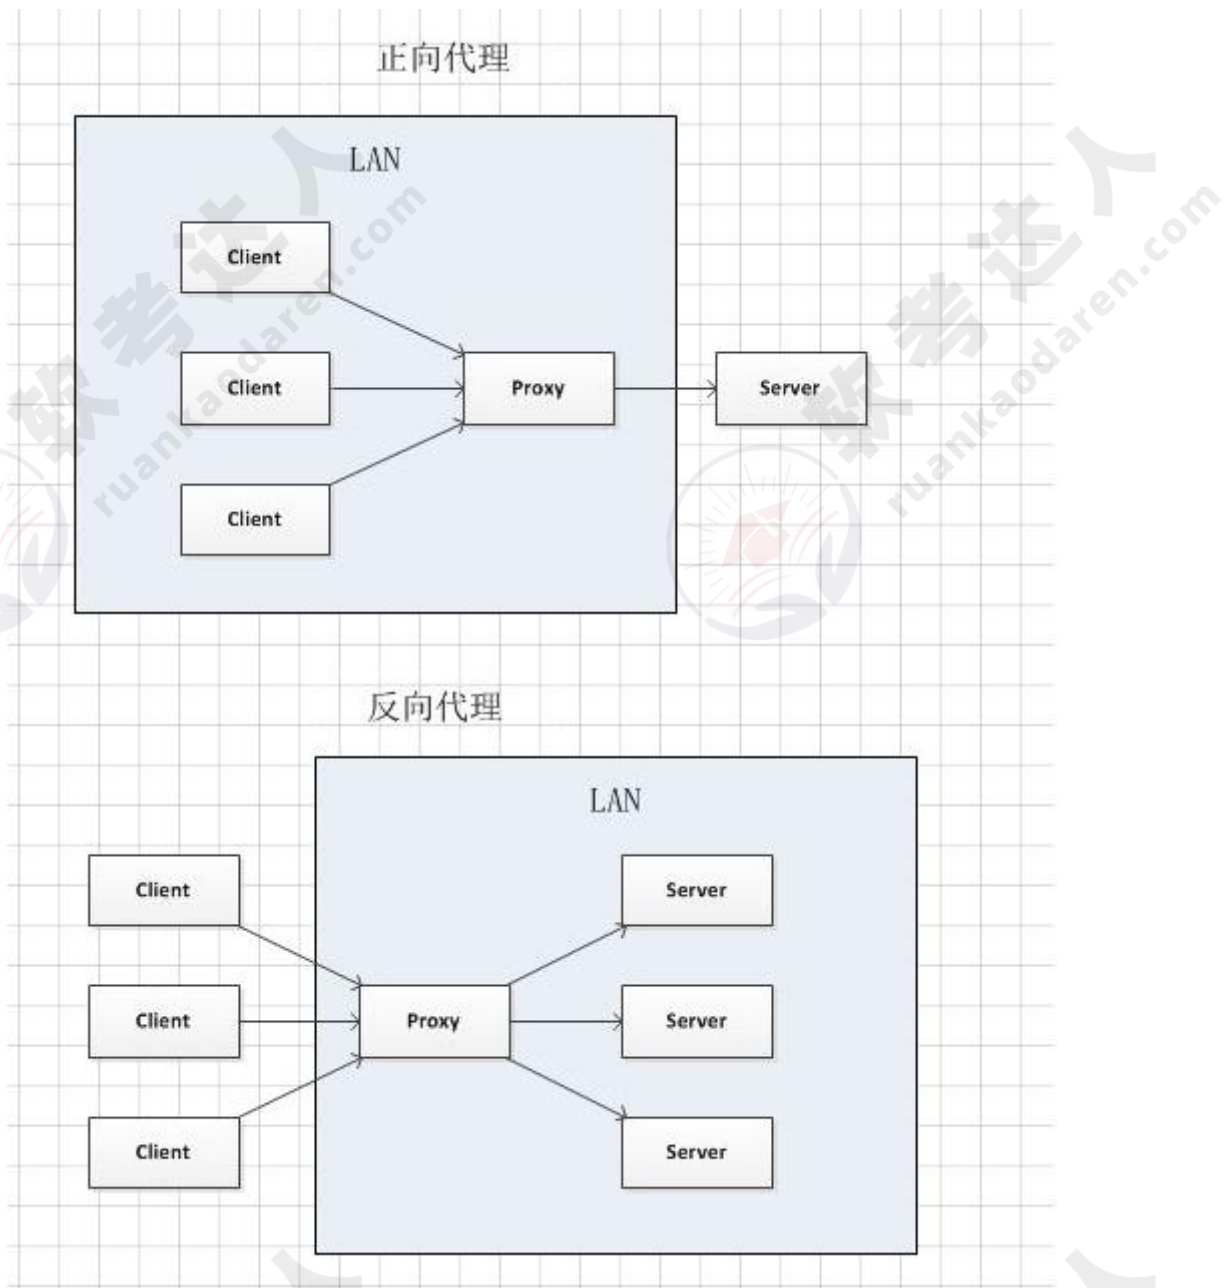 正向代理
LAN
Client
Client
Proxy
Server
Client
反向代理
LAN
Client
Server
Client
Proxy
Server
Client
Server
软考达人
ruankaodaren.com
软考达人
ruankaodaren.com